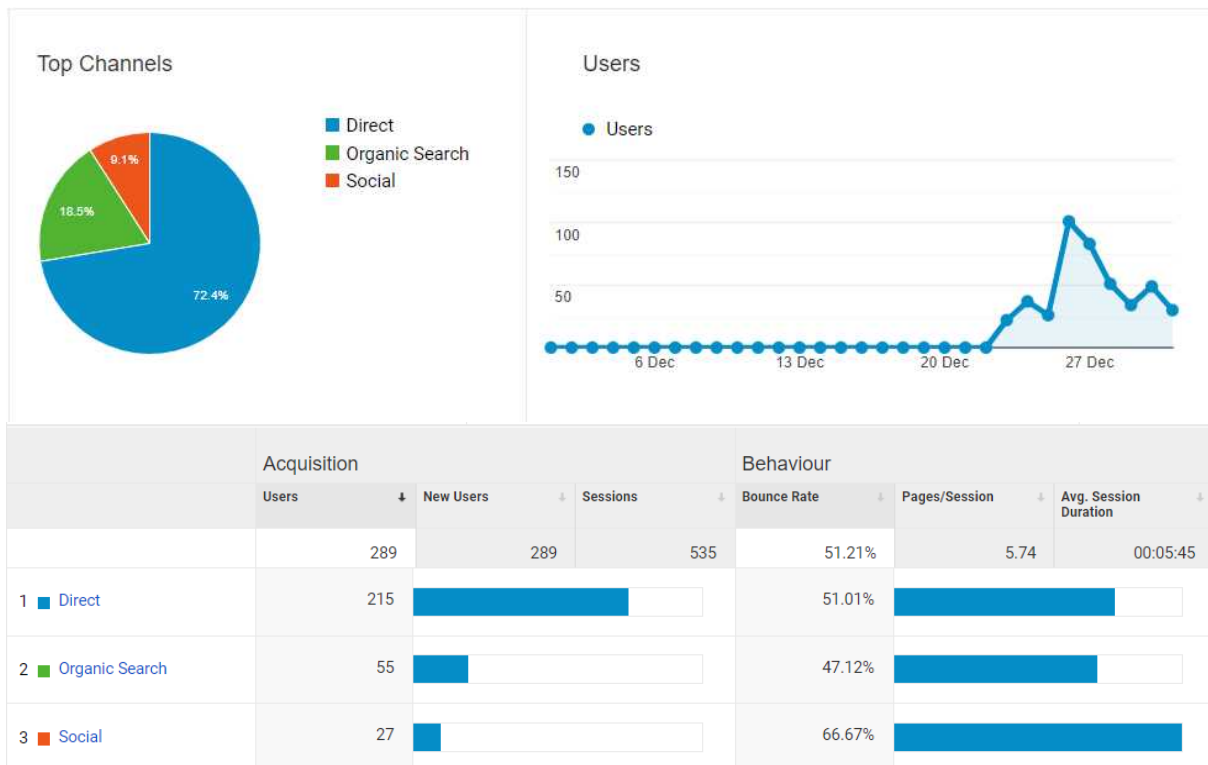 Top Channels
Direct
Organic Search
Social
9.1%
18.5%
72.4%
Users
Users
150
100
50
6 Dec 13 Dec 20 Dec 27 Dec
Acquisition Behaviour
Users New Users Sessions Bounce Rate Pages/Session Avg. Session
Duration
289 289 535 51.21% 5.74 00:05:45
1 Direct 215 51.01%
2 Organic Search 55 47.12%
3 Social 27 66.67%